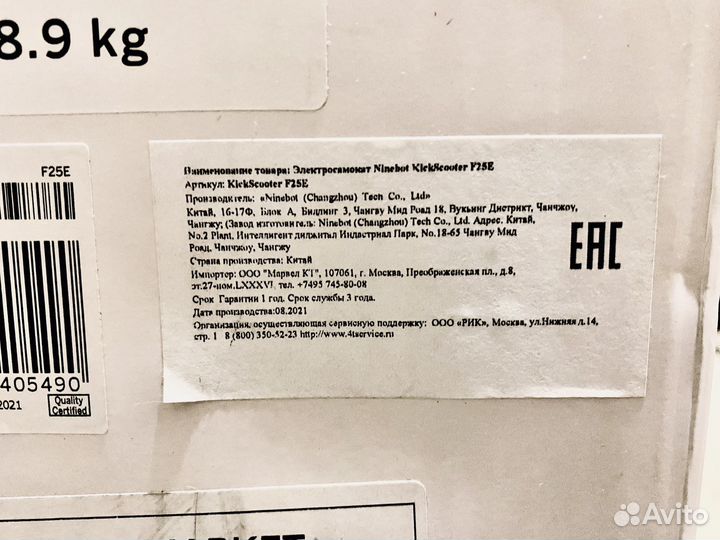 8.9 kg
F25E
Наименование товара: Электросамокат Ninebot KickScooter F25E
Артикул: KickScooter F25E
Производитель: «Ninebot (Changzhou) Tech Co., Ltd»
Китай, 16-17Ф, Блок А, Билдинг 3, Чангву Мид Роад 18, Вукьинг Дистрикт, Чанчжоу,
Чангжу; (Завод изготовитель: Ninebot (Changzhou) Tech Co., Ltd. Адрес. Китай,
No.2 Plant, Интеллигент диджитал Индастриал Парк, No.18-65 Чангву Мид
Роад, Чанчжоу, Чангжу
Страна производства: Китай
Импортер: ООО "Марвел КТ", 107061, г. Москва, Преображенская пл., д.8,
эт.27-пом.LXXXVI, тел. +7495 745-80-08
Срок Гарантии 1 год. Срок службы 3 года.
Дата производства:08.2021
Организация, осуществляющая сервисную поддержку: ООО «РИК», Москва, ул.Нижняя д.14,
стр. 1 8 (800) 350-52-23 http://www.4tservice.ru
EAC
405490
2021
Quality
Certified
Avito